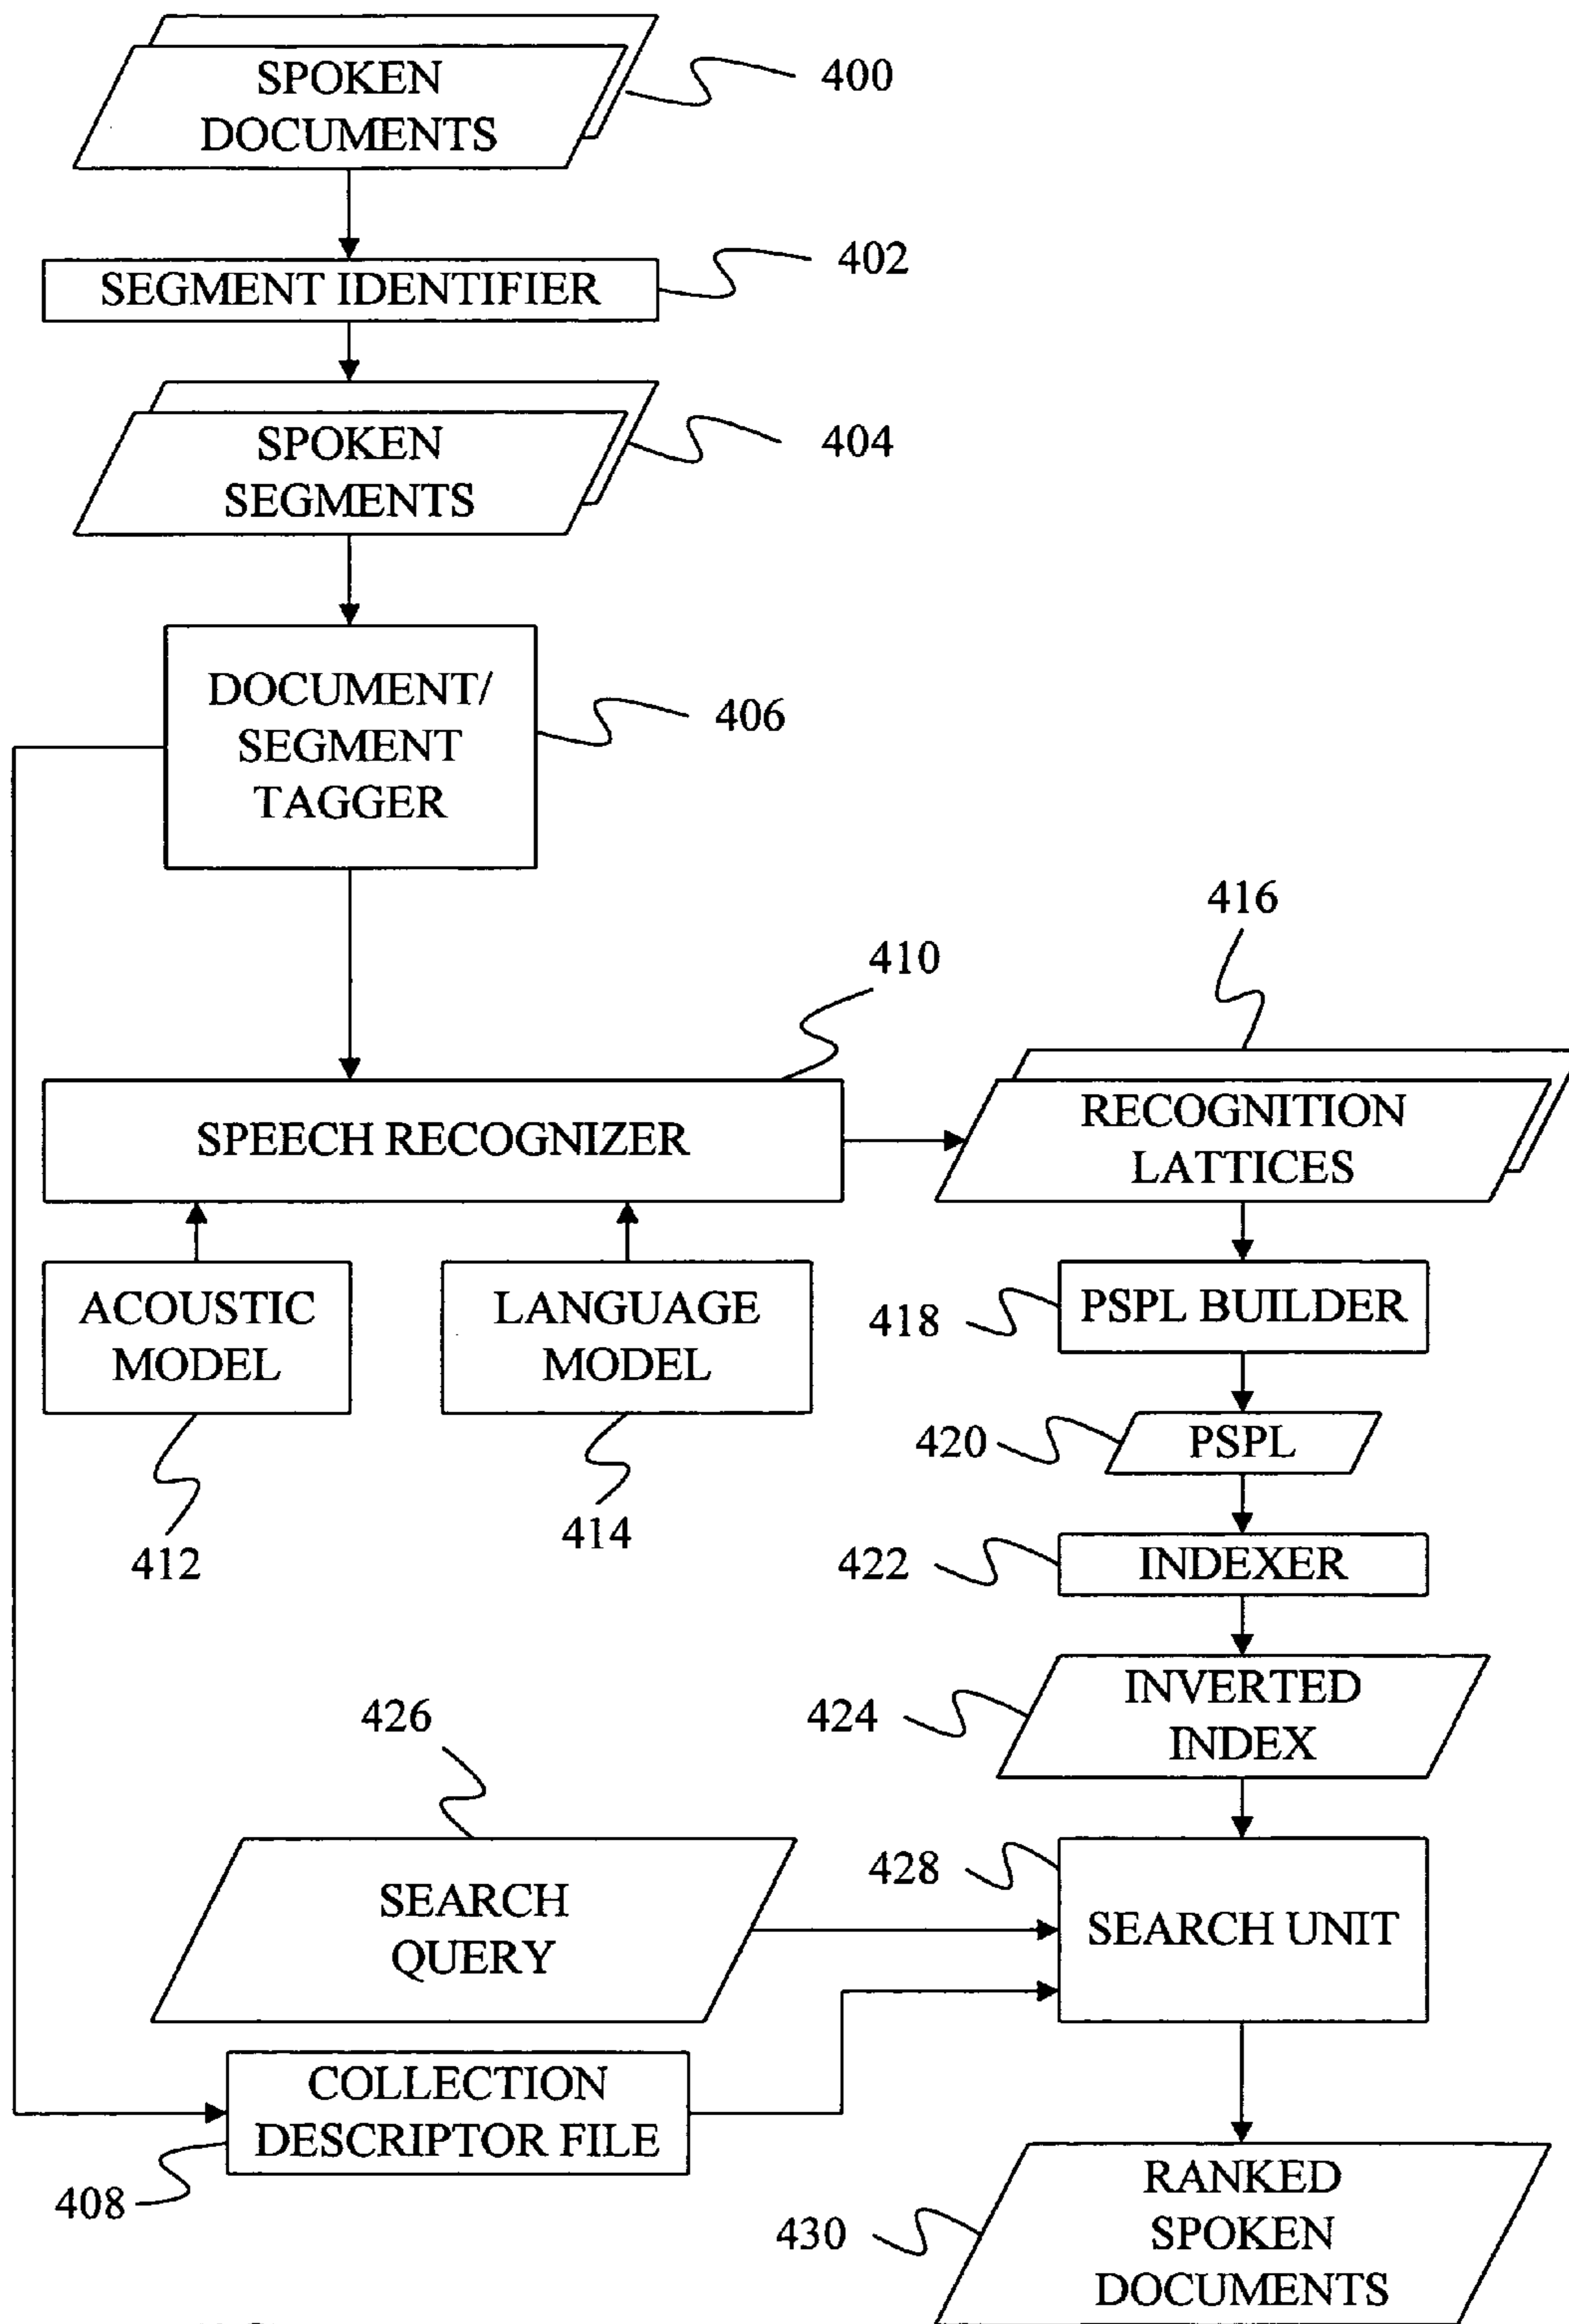 SPOKEN
DOCUMENTS
400
SEGMENT IDENTIFIER
402
SPOKEN
SEGMENTS
404
DOCUMENT/
SEGMENT
TAGGER
406
416
410
SPEECH RECOGNIZER
RECOGNITION
LATTICES
ACOUSTIC
MODEL
LANGUAGE
MODEL
418
PSPL BUILDER
420
PSPL
412
414
422
INDEXER
424
INVERTED
INDEX
426
SEARCH
QUERY
428
SEARCH UNIT
COLLECTION
DESCRIPTOR FILE
408
430
RANKED
SPOKEN
DOCUMENTS